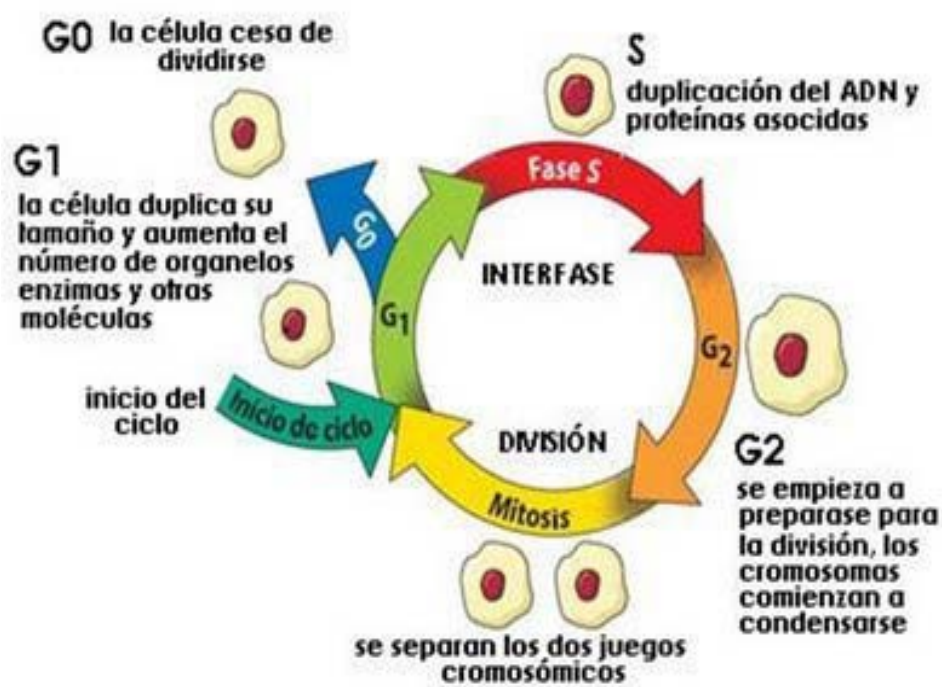 G0 la célula cesa de
dividirse
S
duplicación del ADN y
proteínas asocidas
G1
la célula duplica su
tamaño y aumenta el
número de organelos
enzimas y otras
moléculas
Fase S
G0
INTERFASE
G1
G2
inicio del
ciclo
Inicio de ciclo
DIVISIÓN
Mitosis
G2
se empieza a
preparase para
la división, los
cromosomas
comienzan a
condensarse
se separan los dos juegos
cromosómicos